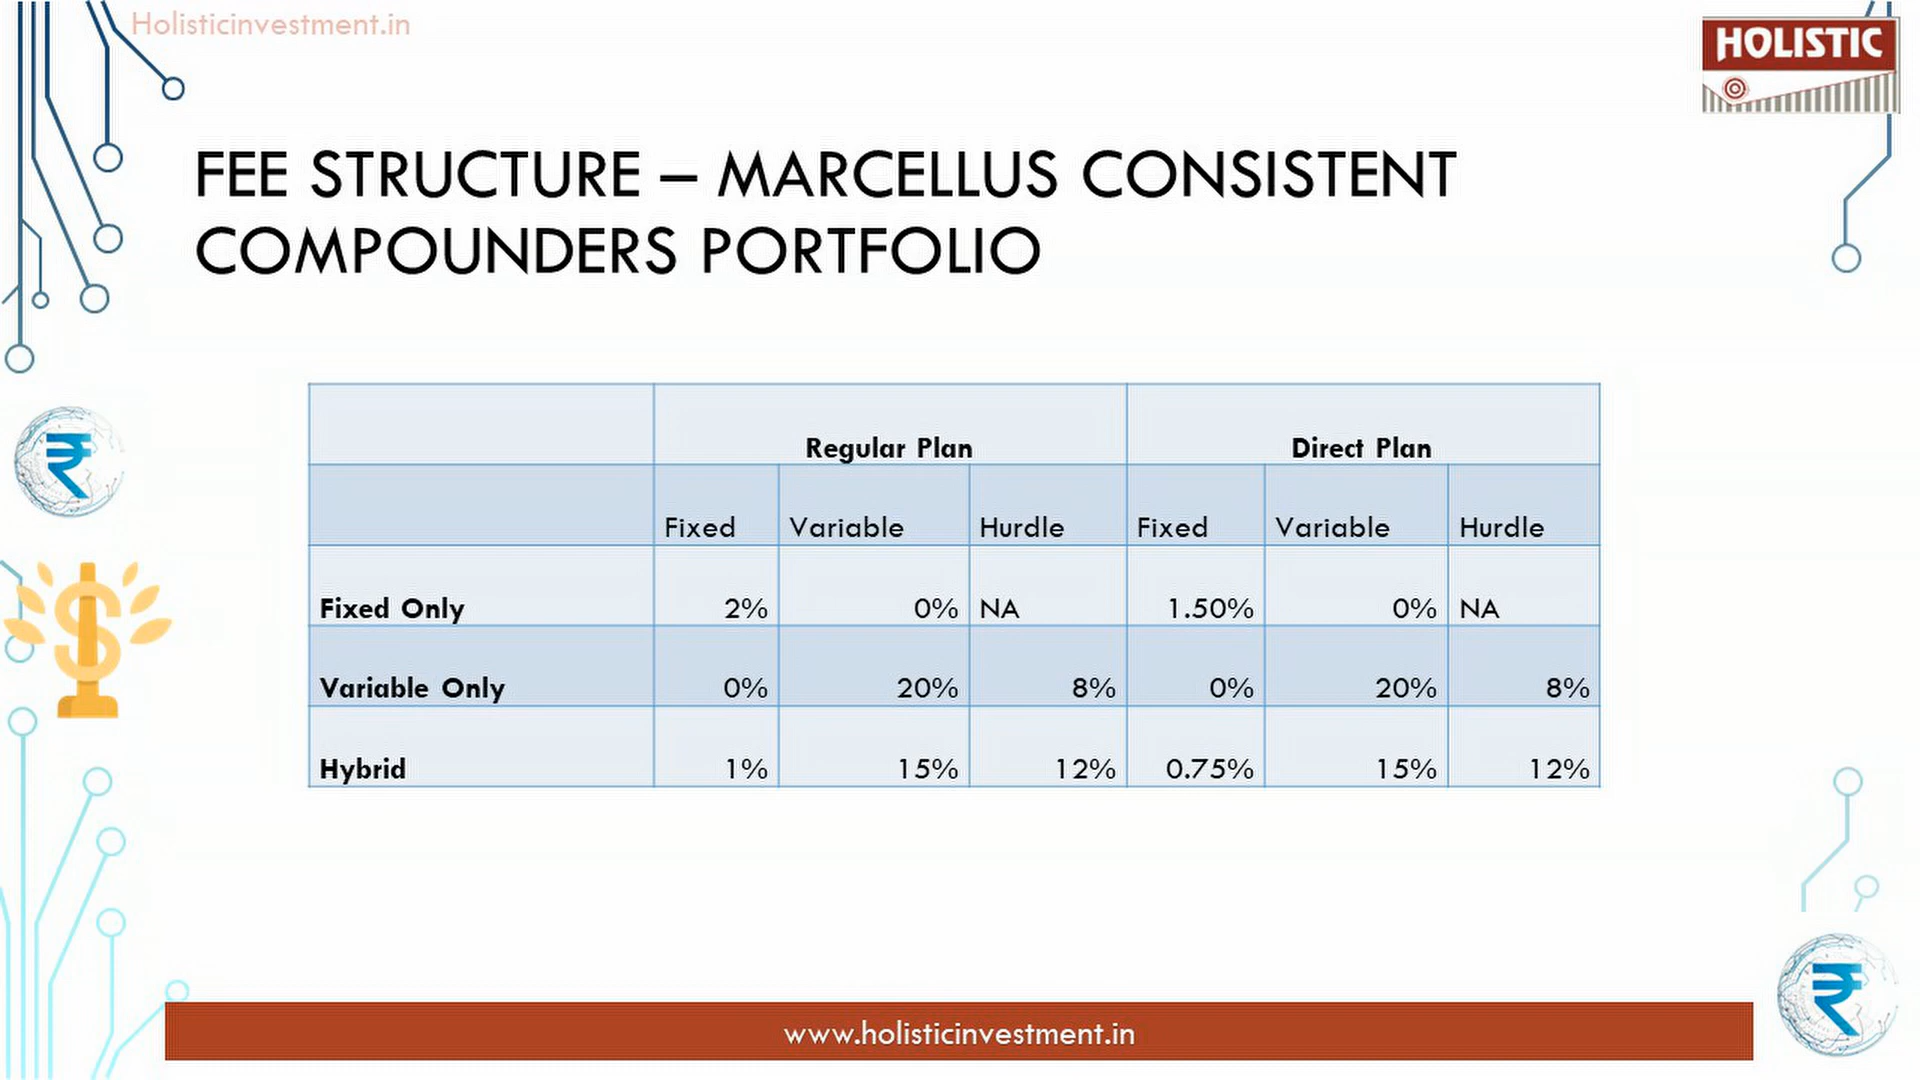 Holisticinvestment.in
HOLISTIC
FEE STRUCTURE – MARCELLUS CONSISTENT
COMPOUNDERS PORTFOLIO
Regular Plan Direct Plan
Fixed Variable Hurdle Fixed Variable Hurdle
Fixed Only 2% 0% NA 1.50% 0% NA
Variable Only 0% 20% 8% 0% 20% 8%
Hybrid 1% 15% 12% 0.75% 15% 12%
www.holisticinvestment.in